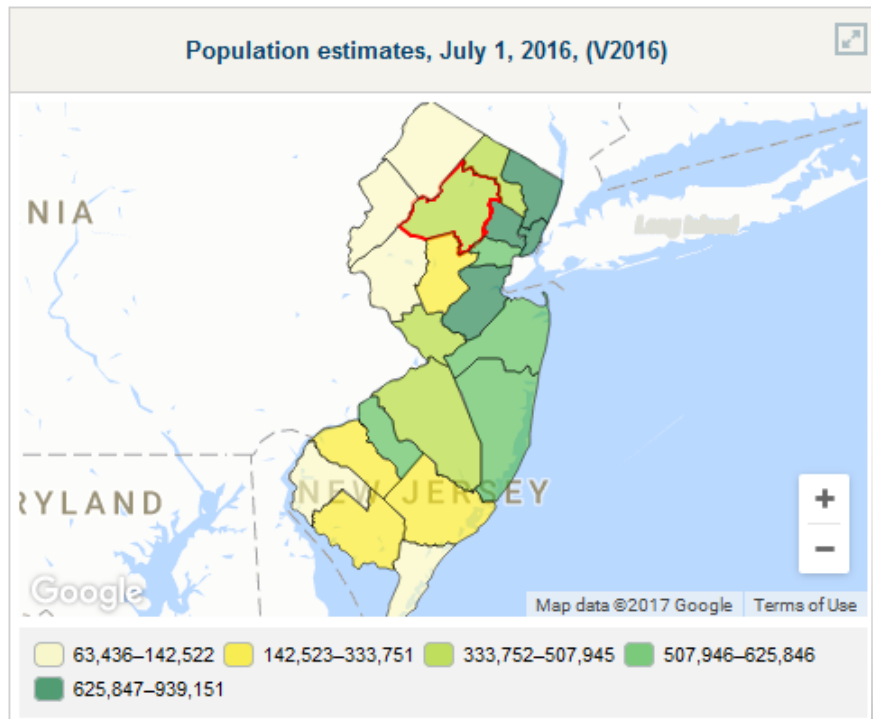 Population estimates, July 1, 2016, (V2016)
NIA
Long Island
RYLAND
NEW JERSEY
+
−
Google
Map data ©2017 Google Terms of Use
63,436–142,522 142,523–333,751 333,752–507,945 507,946–625,846
625,847–939,151